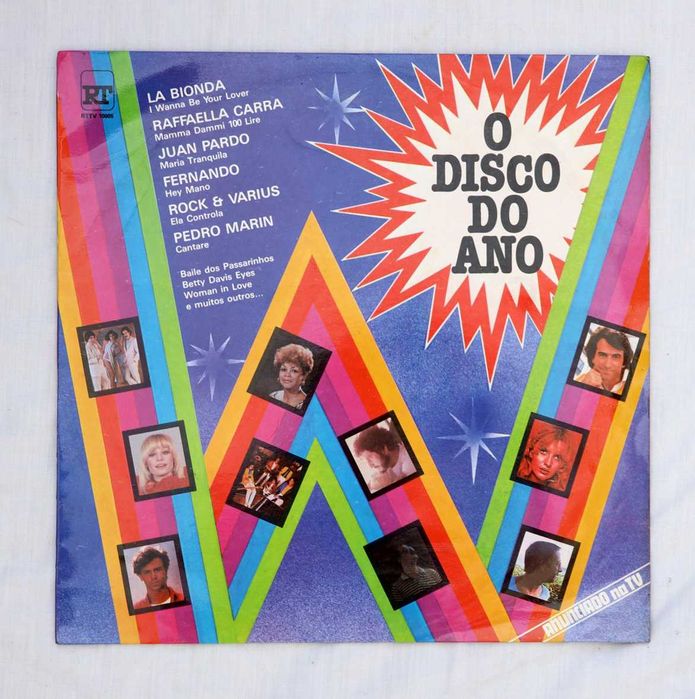 RT
RTTV 10005
LA BIONDA
I Wanna Be Your Lover
RAFFAELLA CARRA
Mamma Dammi 100 Lire
JUAN PARDO
Maria Tranquila
FERNANDO
Hey Mano
ROCK & VARIUS
Ela Controla
PEDRO MARIN
Cantare
Baile dos Passarinhos
Betty Davis Eyes
Woman in Love
e muitos outros...
O
DISCO
DO
ANO
ANUNCIADO na TV